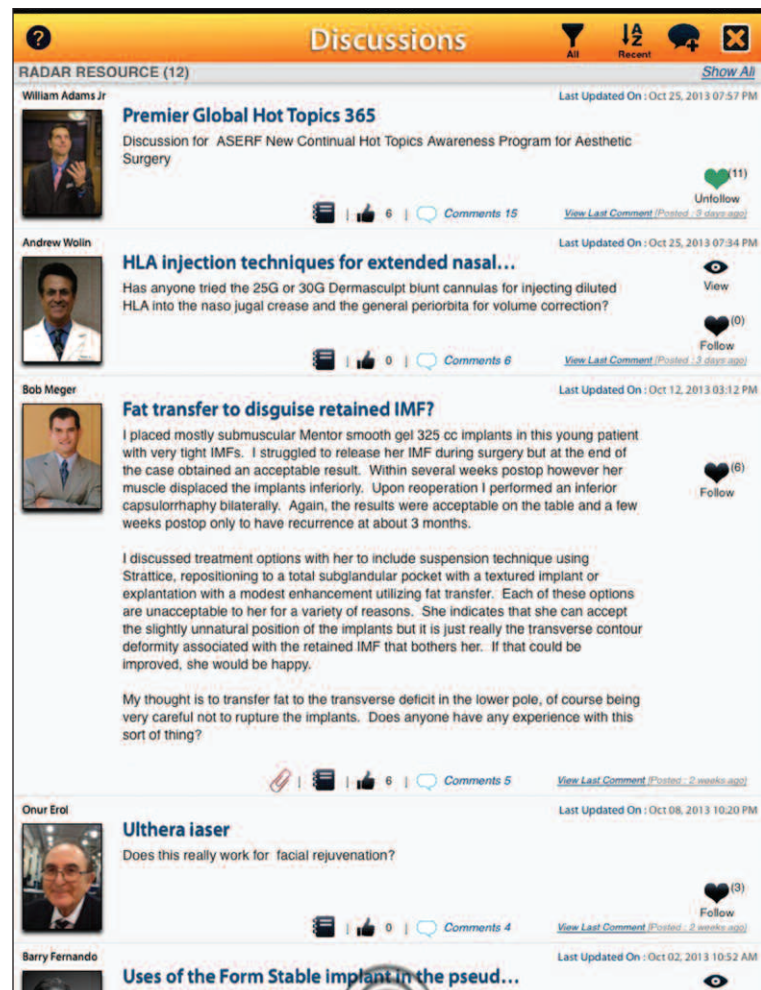 ?
Discussions
All
A
Z
Recent
RADAR RESOURCE (12)
Show All
William Adams Jr
Last Updated On : Oct 25, 2013 07:57 PM
Premier Global Hot Topics 365
Discussion for ASERF New Continual Hot Topics Awareness Program for Aesthetic
Surgery
(11)
Unfollow
6 | Comments 15
View Last Comment (Posted : 3 days ago)
Andrew Wolin
Last Updated On : Oct 25, 2013 07:34 PM
HLA injection techniques for extended nasal...
View
Has anyone tried the 25G or 30G Dermasculpt blunt cannulas for injecting diluted
HLA into the naso jugal crease and the general periorbita for volume correction?
(0)
Follow
0 | Comments 6
View Last Comment (Posted : 3 days ago)
Bob Meger
Last Updated On : Oct 12, 2013 03:12 PM
Fat transfer to disguise retained IMF?
I placed mostly submuscular Mentor smooth gel 325 cc implants in this young patient
with very tight IMFs. I struggled to release her IMF during surgery but at the end of
the case obtained an acceptable result. Within several weeks postop however her
muscle displaced the implants inferiorly. Upon reoperation I performed an inferior
capsulorrhaphy bilaterally. Again, the results were acceptable on the table and a few
weeks postop only to have recurrence at about 3 months.
(6)
Follow
I discussed treatment options with her to include suspension technique using
Strattice, repositioning to a total subglandular pocket with a textured implant or
explantation with a modest enhancement utilizing fat transfer. Each of these options
are unacceptable to her for a variety of reasons. She indicates that she can accept
the slightly unnatural position of the implants but it is just really the transverse contour
deformity associated with the retained IMF that bothers her. If that could be
improved, she would be happy.
My thought is to transfer fat to the transverse deficit in the lower pole, of course being
very careful not to rupture the implants. Does anyone have any experience with this
sort of thing?
6 | Comments 5
View Last Comment (Posted : 2 weeks ago)
Onur Erol
Last Updated On : Oct 08, 2013 10:20 PM
Ulthera iaser
Does this really work for facial rejuvenation?
(3)
Follow
0 | Comments 4
View Last Comment (Posted : 2 weeks ago)
Barry Fernando
Last Updated On : Oct 02, 2013 10:52 AM
Uses of the Form Stable implant in the pseud...